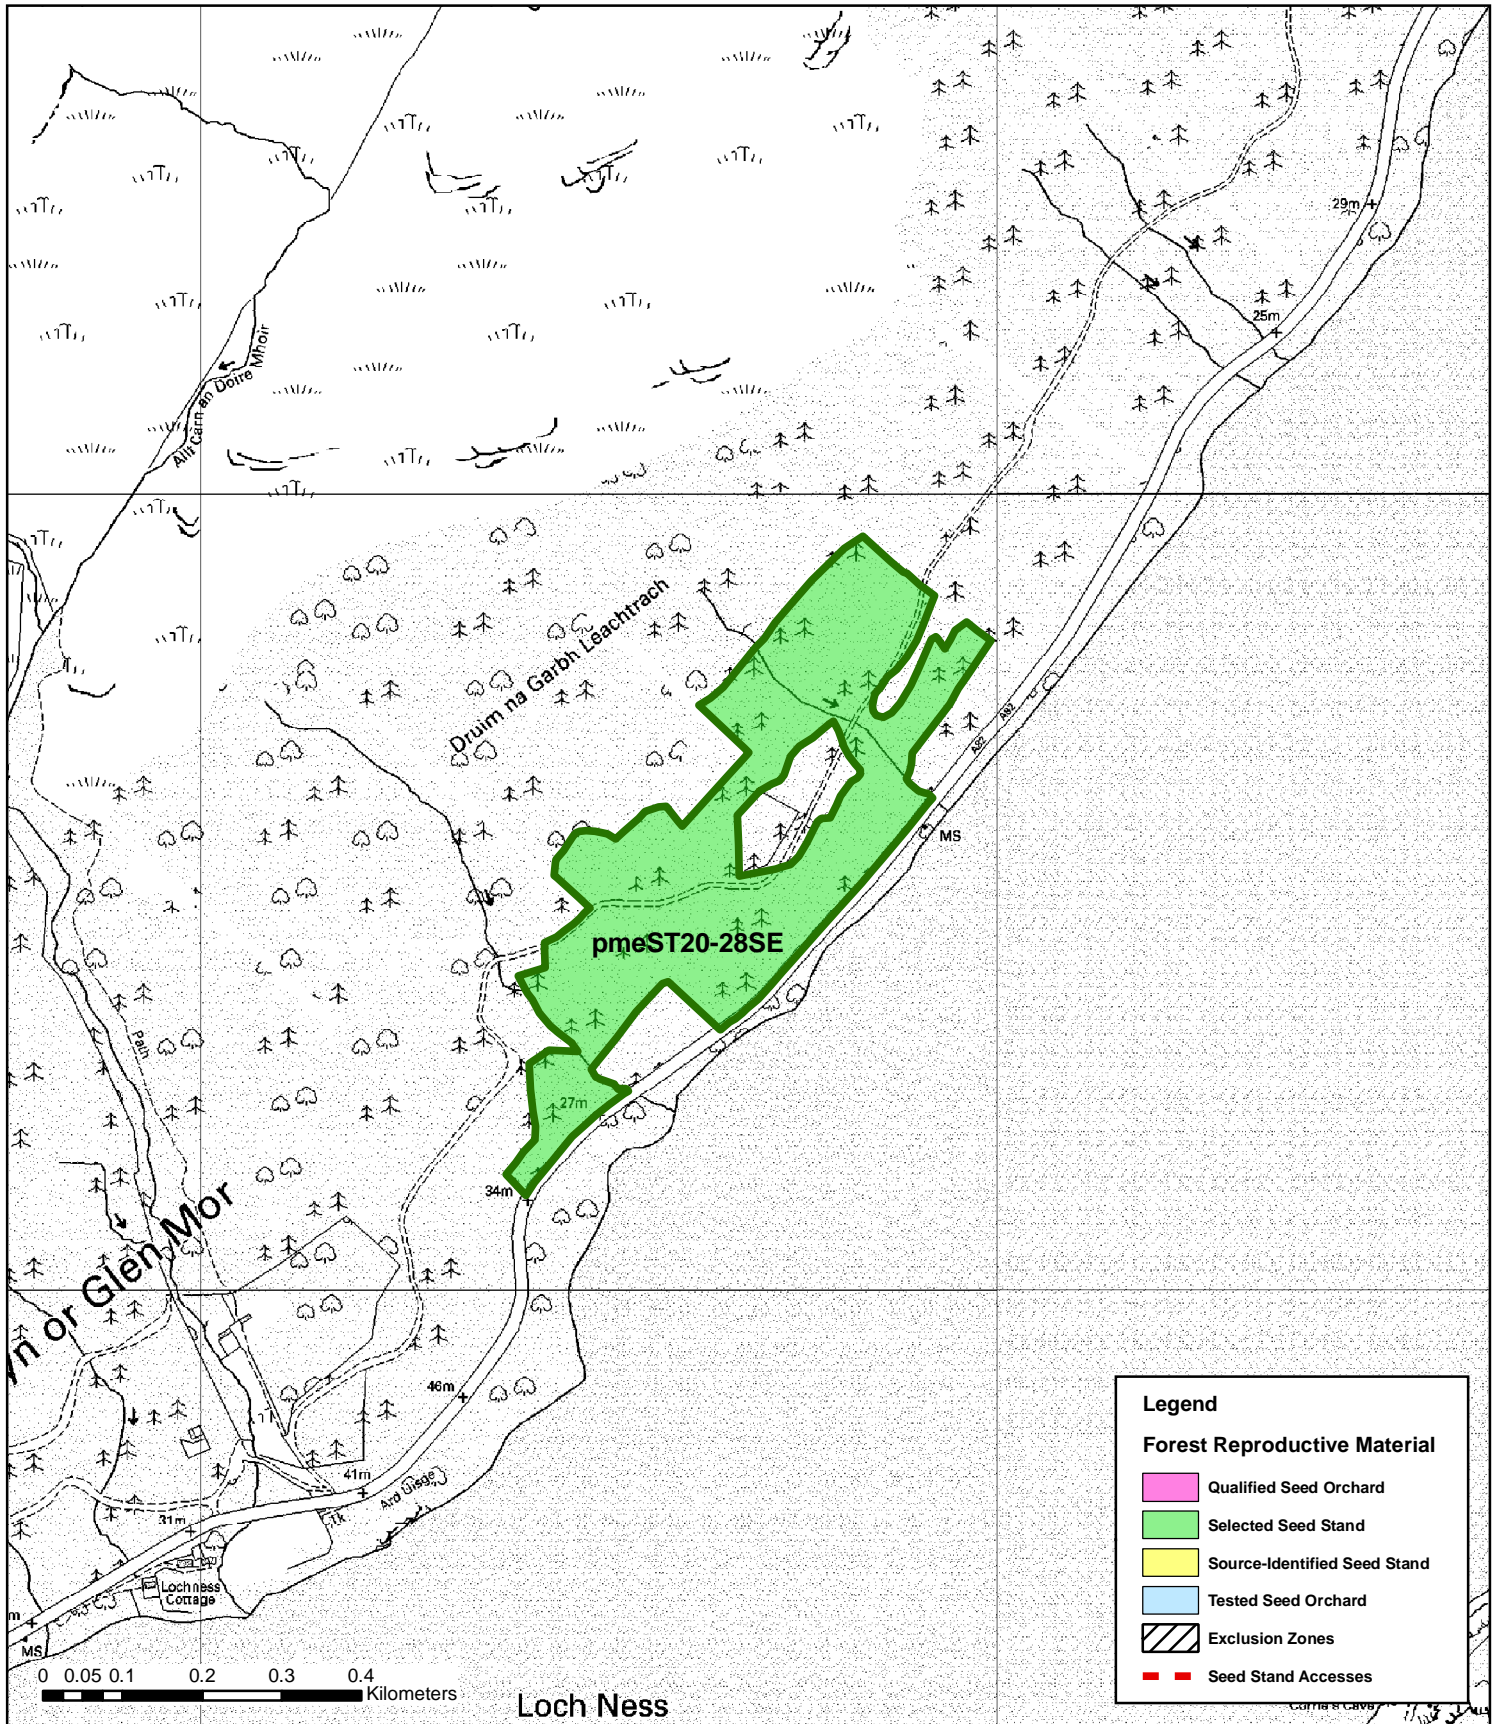 29m
25m
Allt Carn an Doire Mhoir
Druim na Garbh Leachtrach
A82
A82
MS
pmeST20-28SE
Path
27m
34m
yn or Glen Mor
46m
41m
Ard Uisge
Tk
31m
Lochness
Cottage
m
MS
0 0.05 0.1 0.2 0.3 0.4
Kilometers
Loch Ness
Legend
Forest Reproductive Material
Qualified Seed Orchard
Selected Seed Stand
Source-Identified Seed Stand
Tested Seed Orchard
Exclusion Zones
Seed Stand Accesses